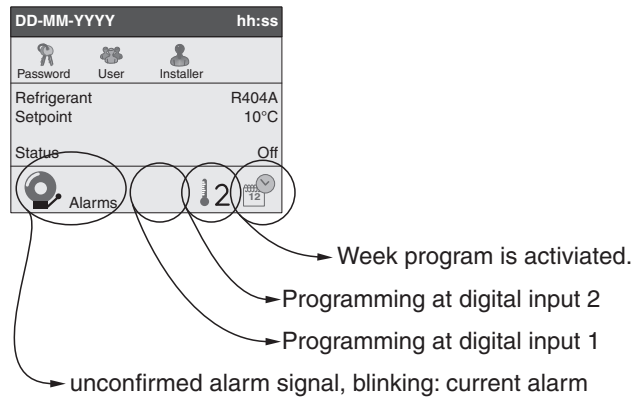 DD-MM-YYYY hh:ss
Password User Installer
Refrigerant R404A
Setpoint 10°C
Status Off
Alarms 2 12
Week program is activiated.
Programming at digital input 2
Programming at digital input 1
unconfirmed alarm signal, blinking: current alarm